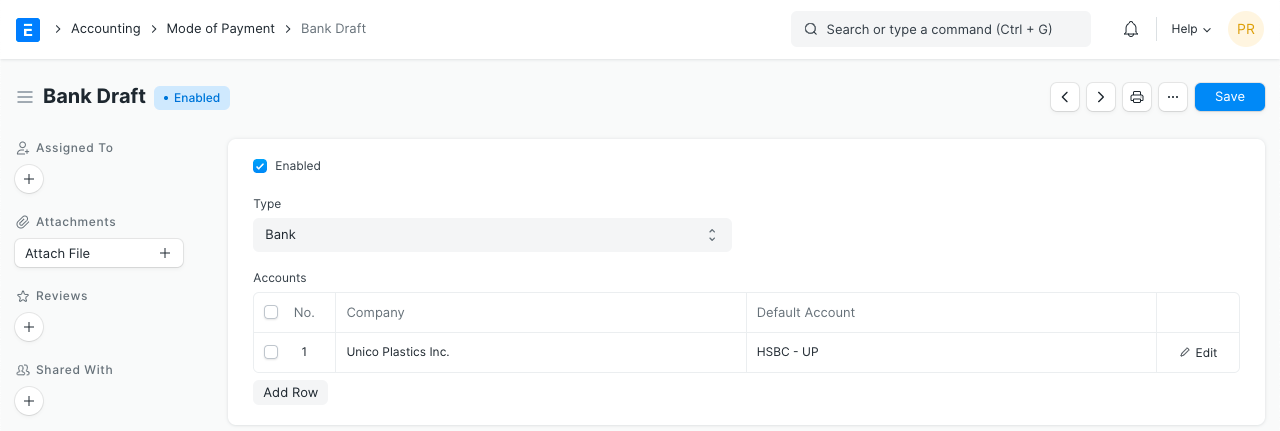 E Accounting Mode of Payment Bank Draft Search or type a command (Ctrl + G) Help PR
Bank Draft Enabled Save
Assigned To
Attachments
Attach File
Reviews
Shared With
Enabled
Type
Bank
Accounts
No. Company Default Account
1 Unico Plastics Inc. HSBC - UP Edit
Add Row